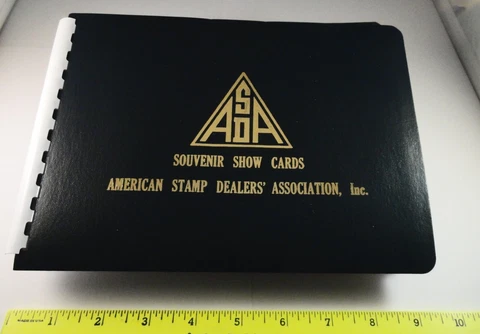 ASDA
SOUVENIR SHOW CARDS
AMERICAN STAMP DEALERS' ASSOCIATION, Inc.
1 2 3 4 5 6 7 8 9 10